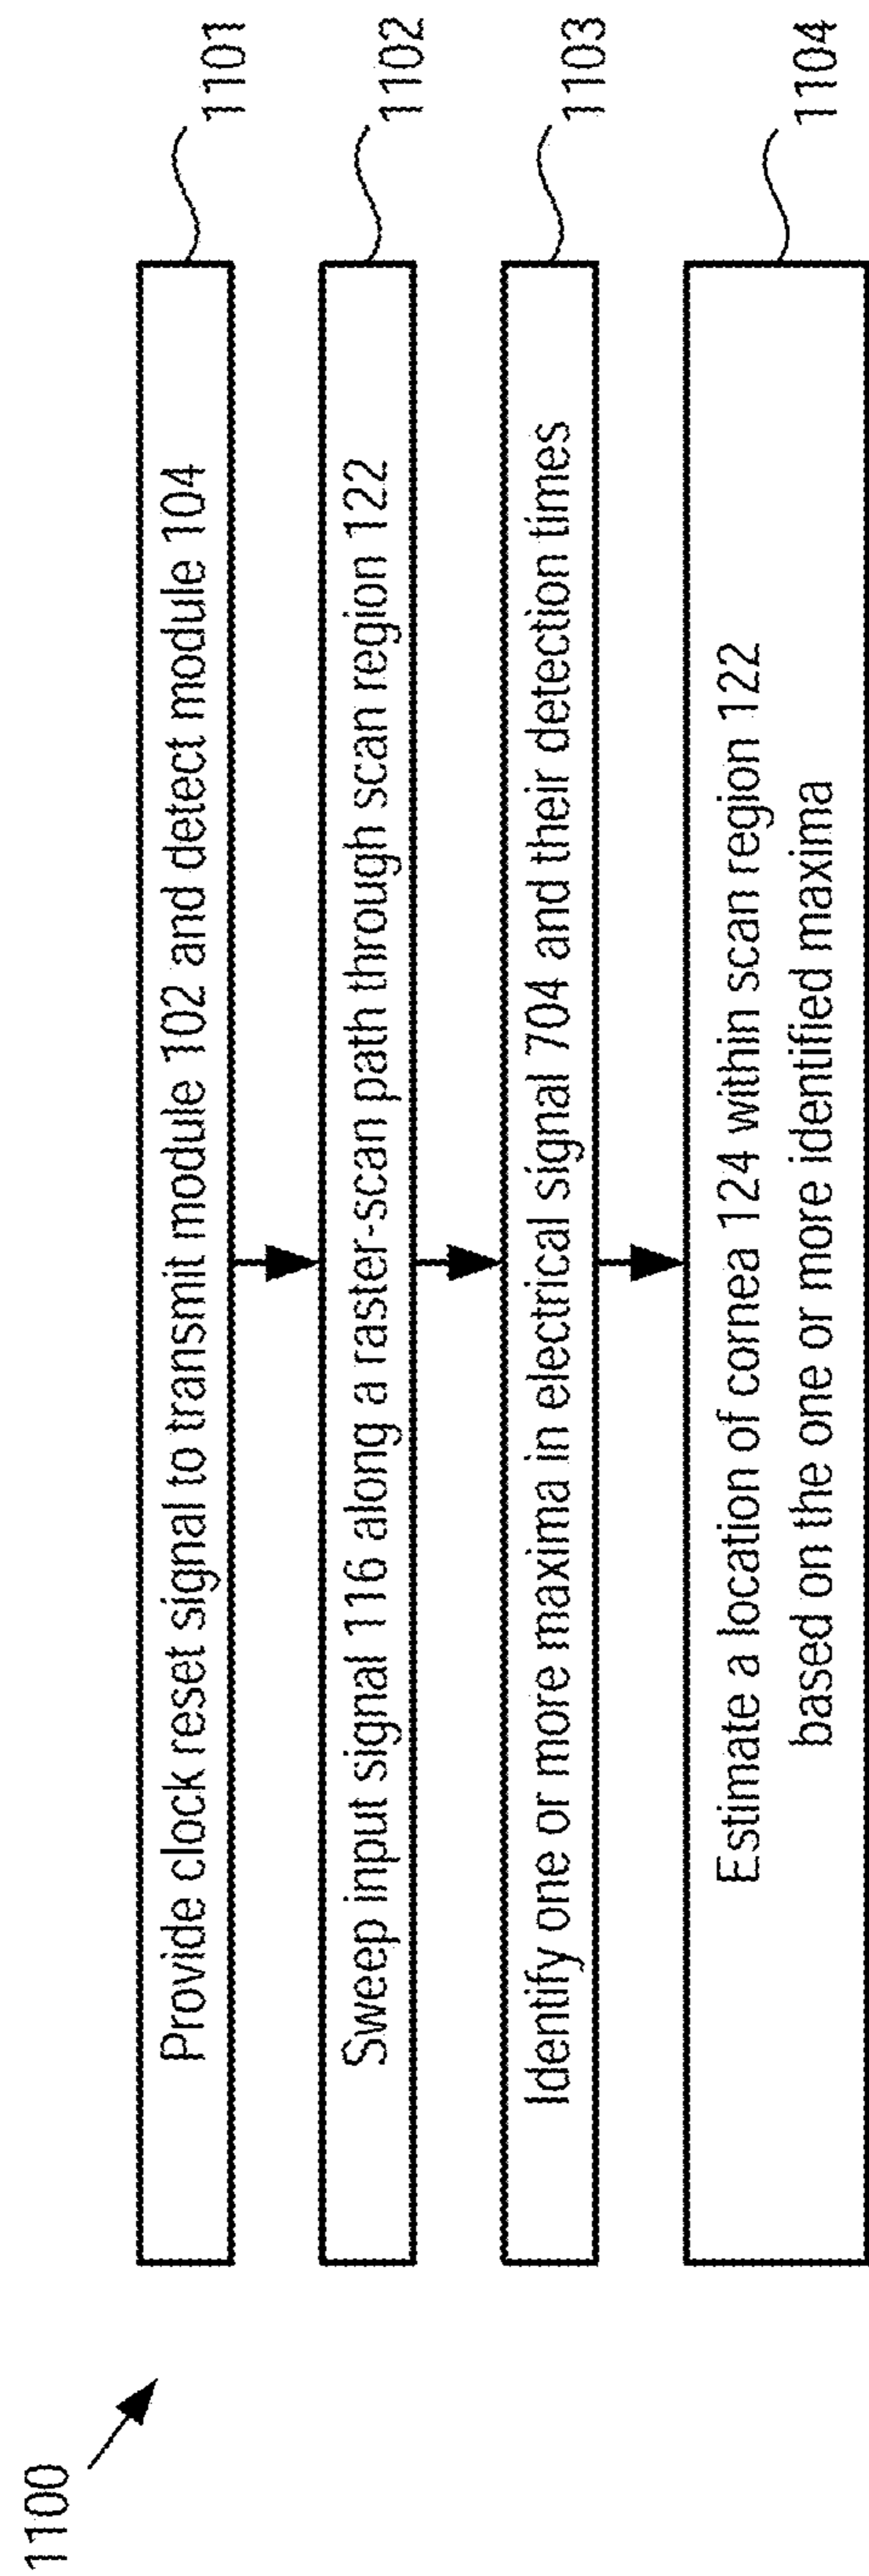 1100
Provide clock reset signal to transmit module 102 and detect module 104
1101
Sweep input signal 116 along a raster-scan path through scan region 122
1102
Identify one or more maxima in electrical signal 704 and their detection times
1103
Estimate a location of cornea 124 within scan region 122
based on the one or more identified maxima
1104